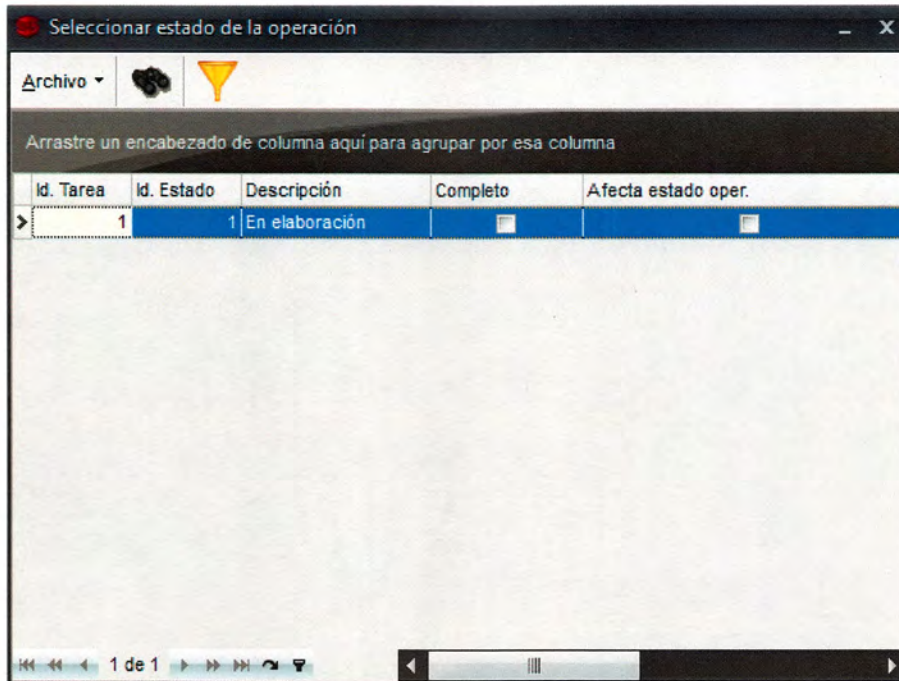 Seleccionar estado de la operación
Archivo
Arrastre un encabezado de columna aquí para agrupar por esa columna
Id. Tarea Id. Estado Descripción Completo Afecta estado oper.
1 1 En elaboración
1 de 1